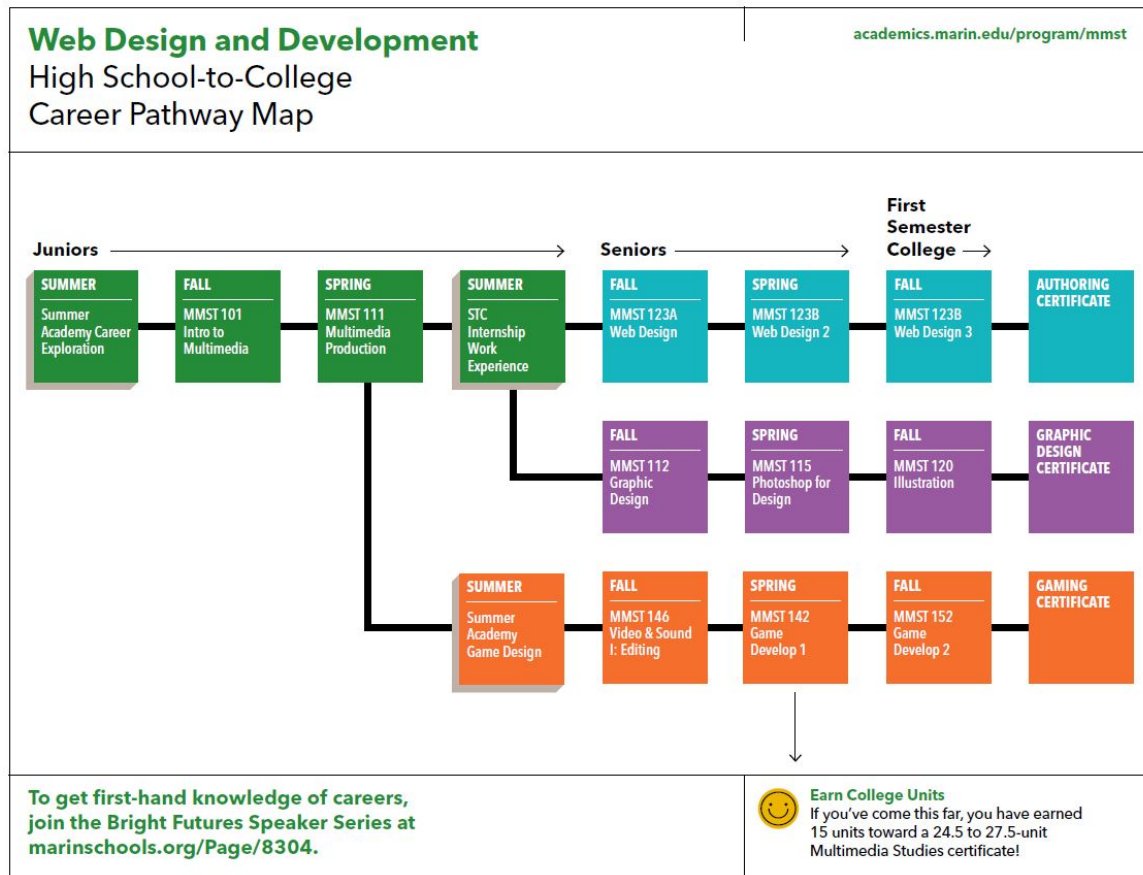 Web Design and Development
High School-to-College
Career Pathway Map
academics.marin.edu/program/mmst
Juniors
Seniors
First
Semester
College
SUMMER
Summer
Academy Career
Exploration
FALL
MMST 101
Intro to
Multimedia
SPRING
MMST 111
Multimedia
Production
SUMMER
STC
Internship
Work
Experience
FALL
MMST 123A
Web Design
SPRING
MMST 123B
Web Design 2
FALL
MMST 123B
Web Design 3
AUTHORING
CERTIFICATE
FALL
MMST 112
Graphic
Design
SPRING
MMST 115
Photoshop for
Design
FALL
MMST 120
Illustration
GRAPHIC
DESIGN
CERTIFICATE
SUMMER
Summer
Academy
Game Design
FALL
MMST 146
Video & Sound
I: Editing
SPRING
MMST 142
Game
Develop 1
FALL
MMST 152
Game
Develop 2
GAMING
CERTIFICATE
To get first-hand knowledge of careers,
join the Bright Futures Speaker Series at
marinschools.org/Page/8304.
Earn College Units
If you've come this far, you have earned
15 units toward a 24.5 to 27.5-unit
Multimedia Studies certificate!